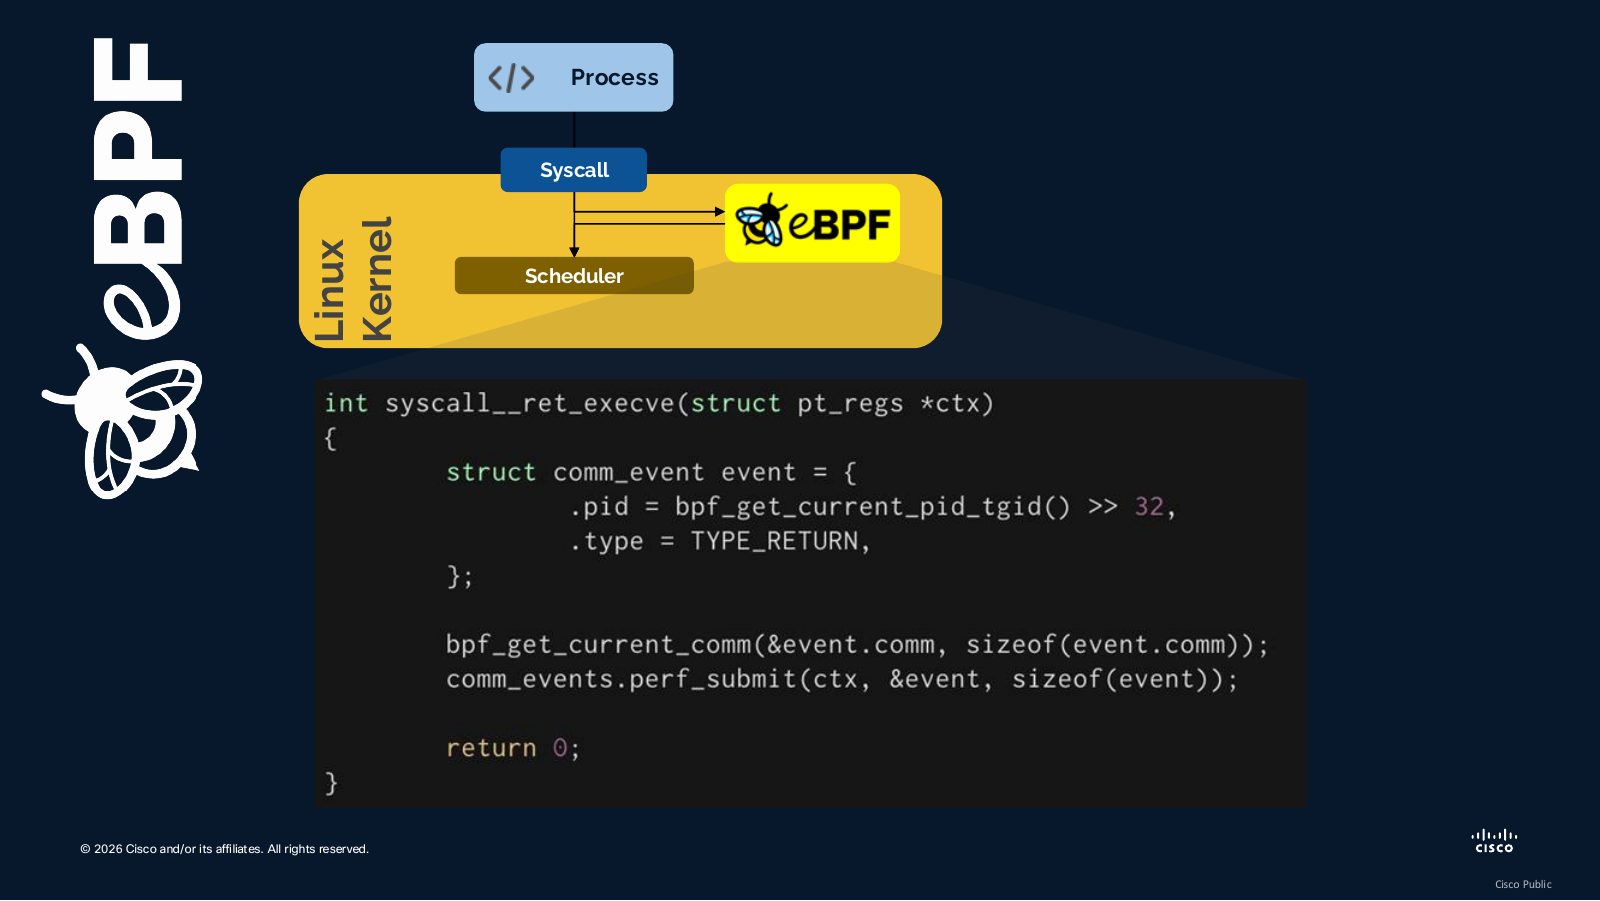 eBPF
</> Process
Syscall
eBPF
Linux
Kernel
Scheduler
int syscall__ret_execve(struct pt_regs *ctx)
{
        struct comm_event event = {
                .pid = bpf_get_current_pid_tgid() >> 32,
                .type = TYPE_RETURN,
        };

        bpf_get_current_comm(&event.comm, sizeof(event.comm));
        comm_events.perf_submit(ctx, &event, sizeof(event));

        return 0;
}
© 2026 Cisco and/or its affiliates. All rights reserved.
CISCO
Cisco Public